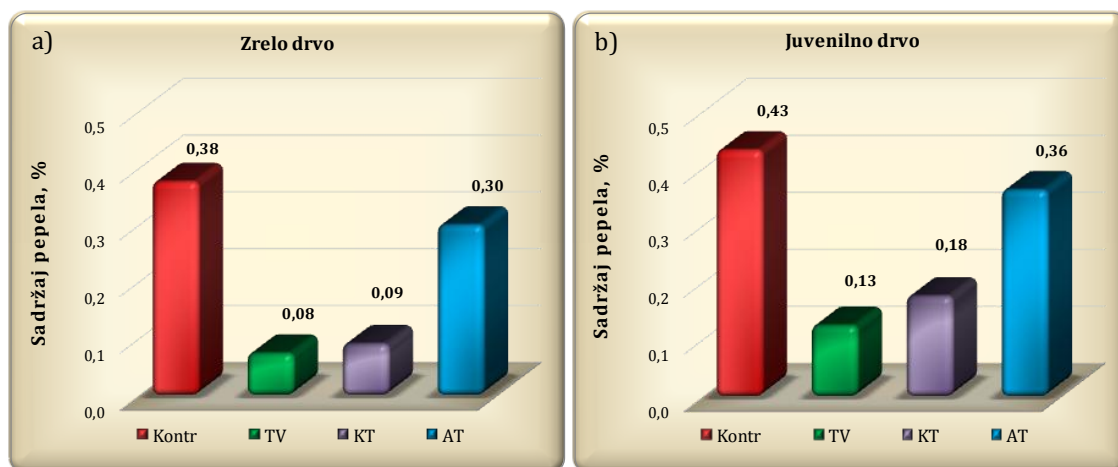 a)
Zrelo drvo
Sadržaj pepela, %
0,5
0,4
0,3
0,2
0,1
0,0
0,38
0,08
0,09
0,30
Kontr TV KT AT
b)
Juvenilno drvo
Sadržaj pepela, %
0,5
0,4
0,3
0,2
0,1
0,0
0,43
0,13
0,18
0,36
Kontr TV KT AT